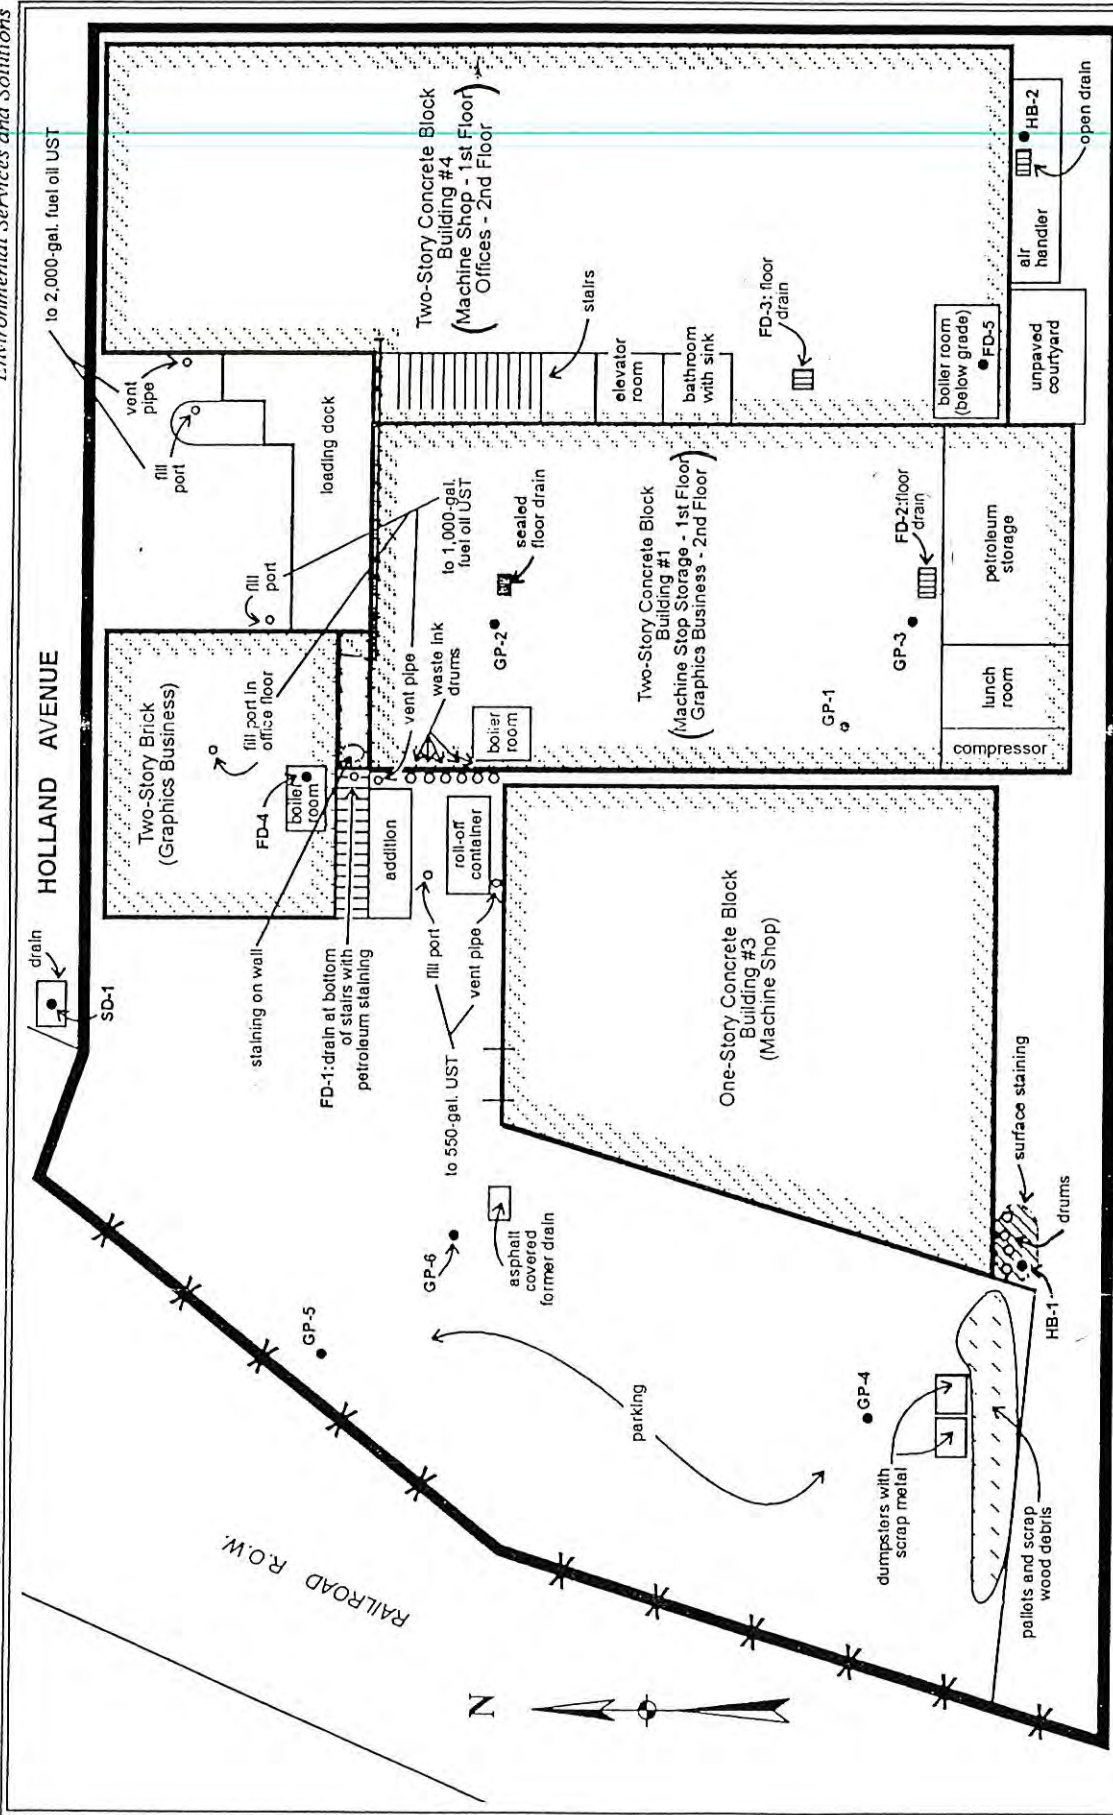 Environmental Services and Solutions
HOLLAND AVENUE
drain
SD-1
to 2,000-gal. fuel oil UST
vent
pipe
fill
port
loading dock
fill
port
Two-Story Brick
(Graphics Business)
fill port in
office floor
FD-4
boiler
room
staining on wall
FD-1:drain at bottom
of stairs with
petroleum staining
addition
vent pipe
waste ink
drums
to 1,000-gal.
fuel oil UST
sealed
floor drain
GP-2
boiler
room
roll-off
container
fill port
vent pipe
to 550-gal. UST
Two-Story Concrete Block
Building #4
(Machine Shop - 1st Floor)
Offices - 2nd Floor
stairs
elevator
room
bathroom
with sink
FD-3: floor
drain
boiler room
(below grade)
FD-5
unpaved
courtyard
air
handler
HB-2
open drain
Two-Story Concrete Block
Building #1
(Machine Stop Storage - 1st Floor)
Graphics Business - 2nd Floor
GP-1
GP-3
FD-2:floor
drain
petroleum
storage
lunch
room
compressor
One-Story Concrete Block
Building #3
(Machine Shop)
surface staining
drums
HB-1
GP-6
asphalt
covered
former drain
GP-5
parking
GP-4
dumpsters with
scrap metal
pallots and scrap
wood debris
RAILROAD R.O.W.
N